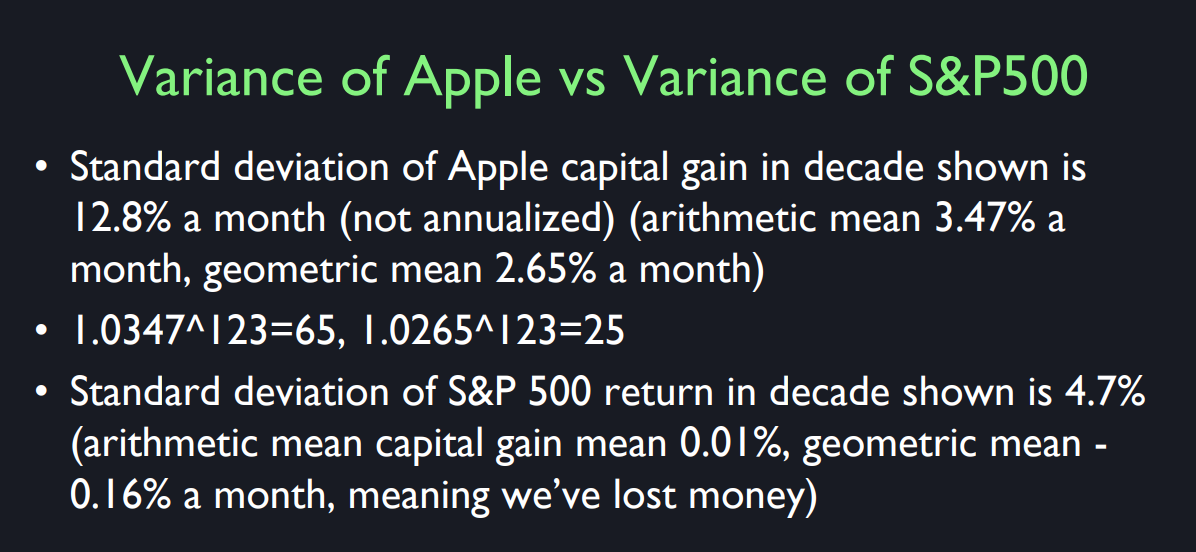 Variance of Apple vs Variance of S&P500
• Standard deviation of Apple capital gain in decade shown is
12.8% a month (not annualized) (arithmetic mean 3.47% a
month, geometric mean 2.65% a month)
• 1.0347^123=65, 1.0265^123=25
• Standard deviation of S&P 500 return in decade shown is 4.7%
(arithmetic mean capital gain mean 0.01%, geometric mean -
0.16% a month, meaning we’ve lost money)